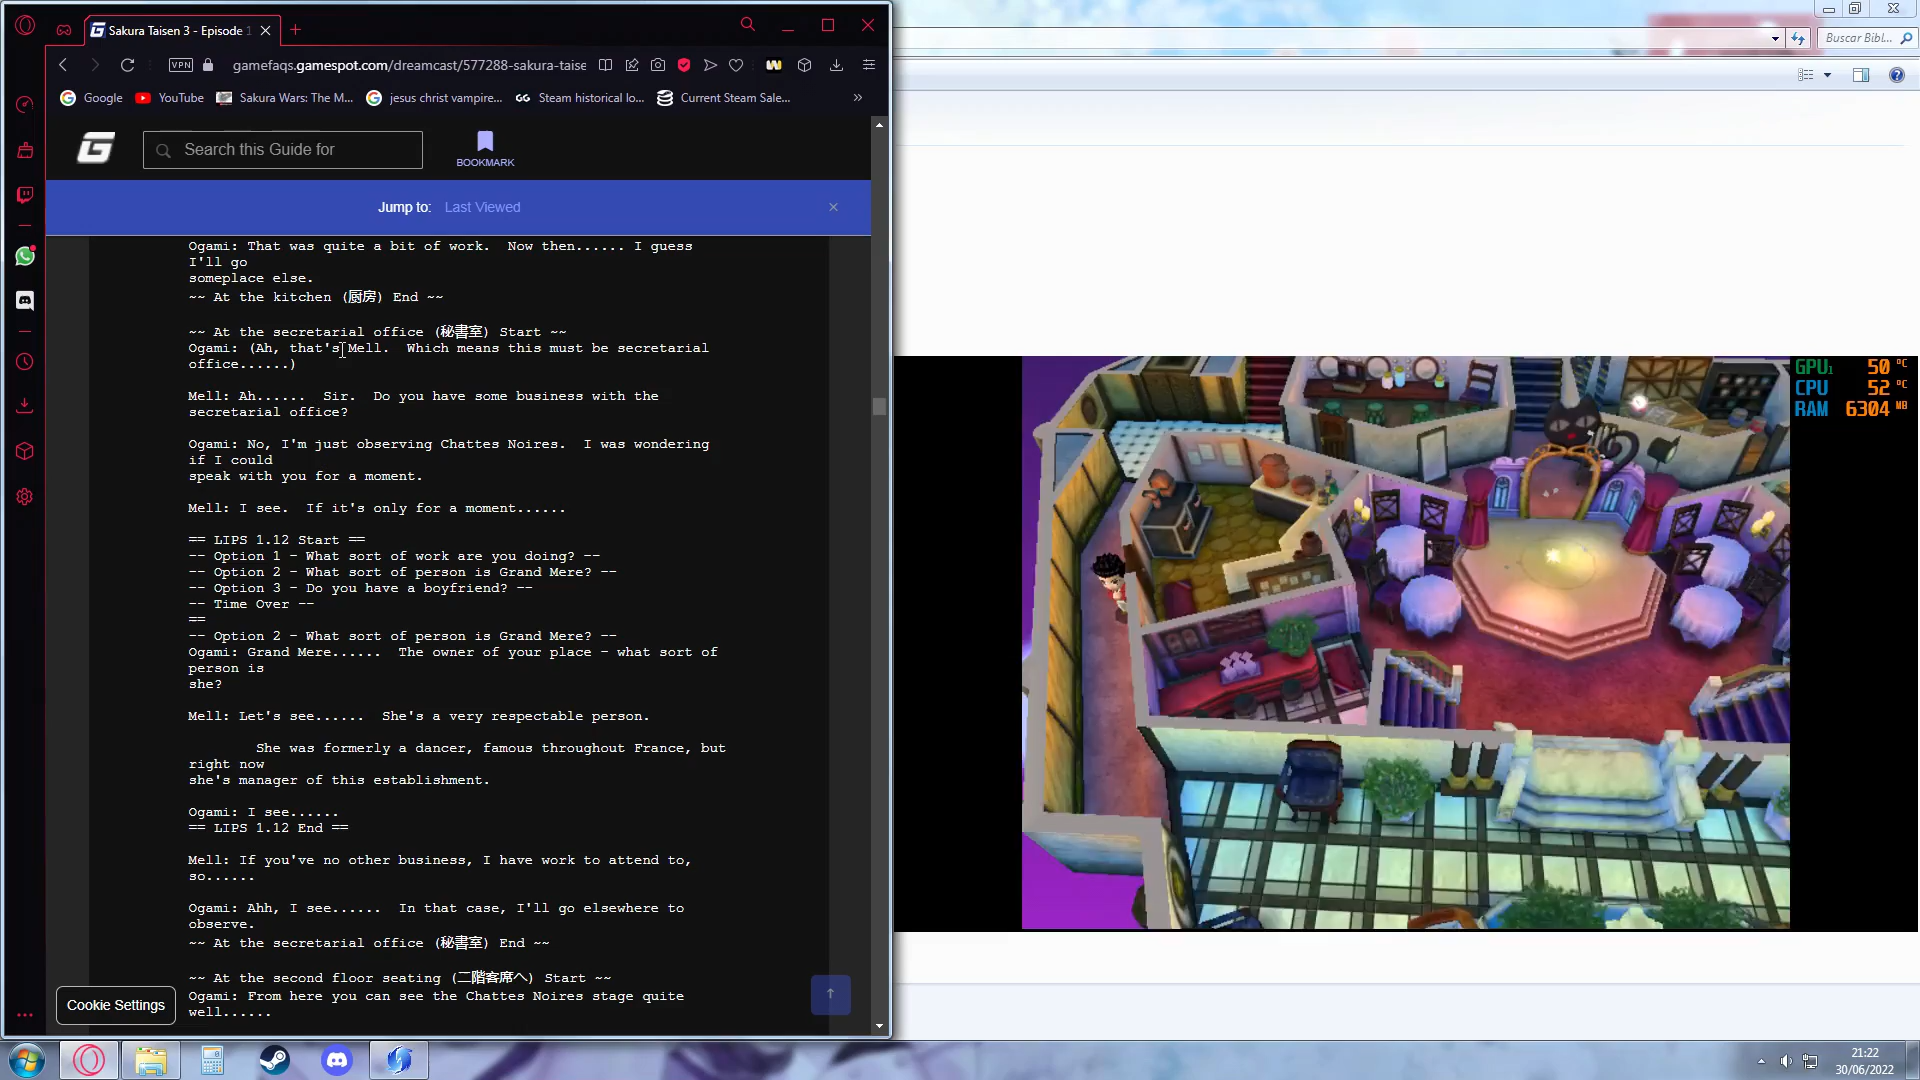 Sakura Taisen 3 - Episode 1
VPN
gamefaqs.gamespot.com/dreamcast/577288-sakura-taise
Buscar Bibl...
Google
YouTube
Sakura Wars: The M...
jesus christ vampire...
GG Steam historical lo...
Current Steam Sale...
Search this Guide for
BOOKMARK
Jump to: Last Viewed
Ogami: That was quite a bit of work.  Now then...... I guess
I'll go
someplace else.
~~ At the kitchen (厨房) End ~~
~~ At the secretarial office (秘書室) Start ~~
Ogami: (Ah, that's Mell.  Which means this must be secretarial
office......)
Mell: Ah......  Sir.  Do you have some business with the
secretarial office?
Ogami: No, I'm just observing Chattes Noires.  I was wondering
if I could
speak with you for a moment.
Mell: I see.  If it's only for a moment......
== LIPS 1.12 Start ==
-- Option 1 - What sort of work are you doing? --
-- Option 2 - What sort of person is Grand Mere? --
-- Option 3 - Do you have a boyfriend? --
-- Time Over --
==
-- Option 2 - What sort of person is Grand Mere? --
Ogami: Grand Mere......  The owner of your place - what sort of
person is
she?
Mell: Let's see......  She's a very respectable person.
She was formerly a dancer, famous throughout France, but
right now
she's manager of this establishment.
Ogami: I see......
== LIPS 1.12 End ==
Mell: If you've no other business, I have work to attend to,
so......
Ogami: Ahh, I see......  In that case, I'll go elsewhere to
observe.
~~ At the secretarial office (秘書室) End ~~
~~ At the second floor seating (二階客席へ) Start ~~
Ogami: From here you can see the Chattes Noires stage quite
well......
Cookie Settings
GPU1 50 °C
CPU 52 °C
RAM 6304 MB
21:22
30/06/2022